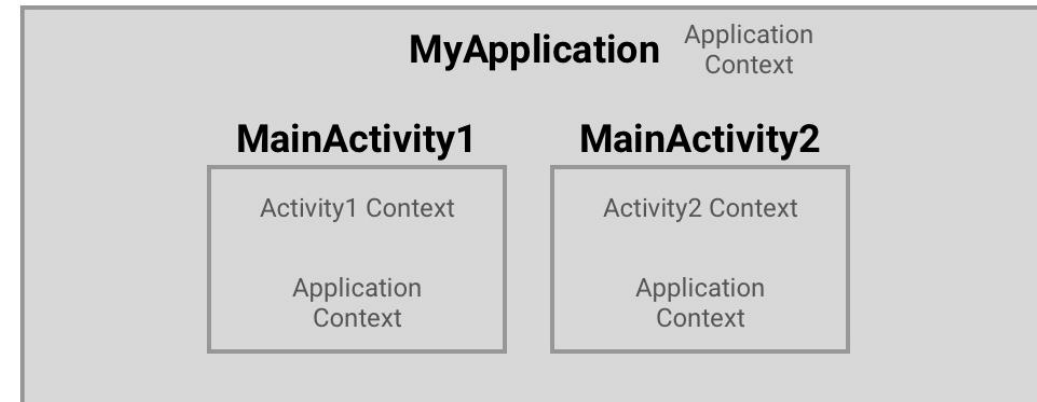 MyApplication
Application
Context
MainActivity1
MainActivity2
Activity1 Context
Application
Context
Activity2 Context
Application
Context